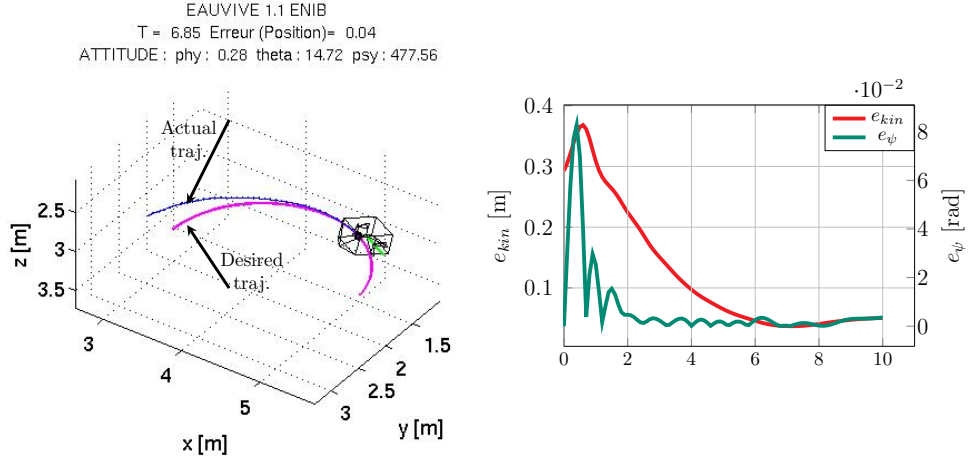 EAUVIVE 1.1 ENIB
T = 6.85 Erreur (Position)= 0.04
ATTITUDE : phy : 0.28 theta : 14.72 psy : 477.56
Actual
traj.
Desired
traj.
2.5
3
3.5
z [m]
3
4
5
x [m]
1.5
2
2.5
3
y [m]
·10⁻²
0.4
0.3
0.2
0.1
e_kin [m]
e_kin
e_ψ
8
6
4
2
0
e_ψ [rad]
0 2 4 6 8 10